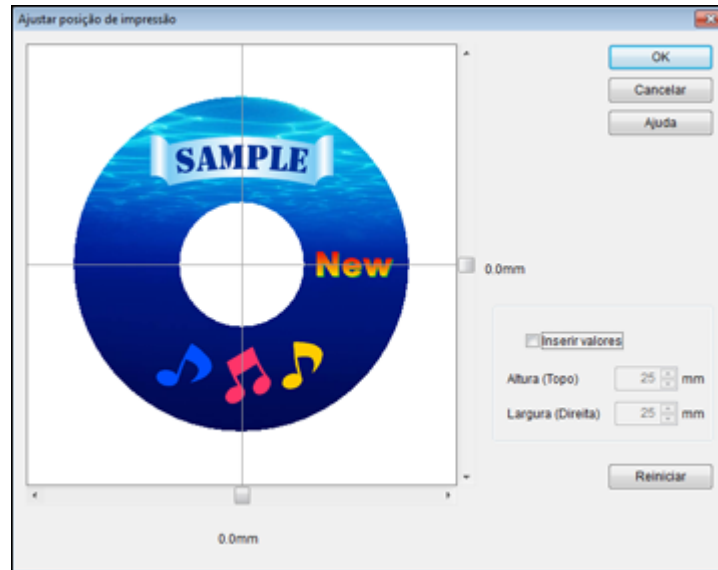 Ajustar posição de impressão
OK
Cancelar
Ajuda
SAMPLE
New
0.0mm
Inserir valores
Altura (Topo) 25 mm
Largura (Direita) 25 mm
Reiniciar
0.0mm